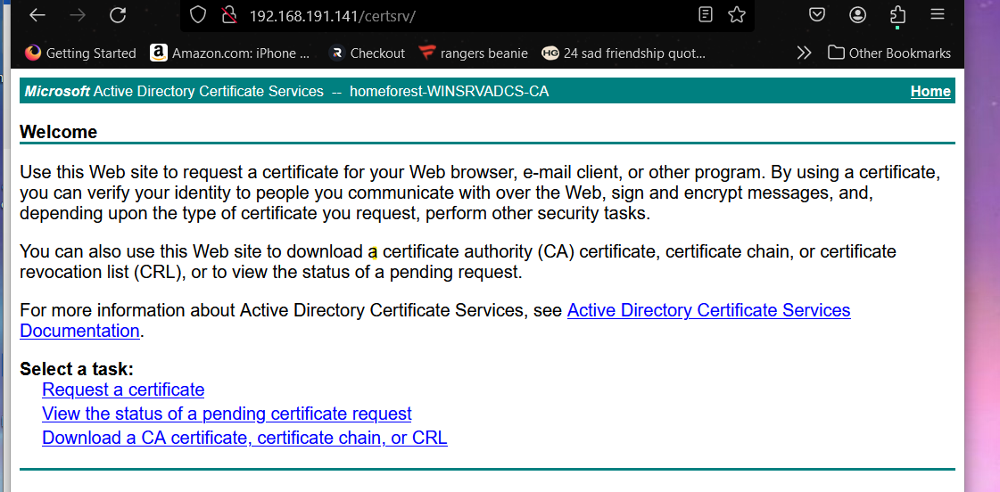 192.168.191.141/certsrv/
Getting Started
a Amazon.com: iPhone ...
R Checkout
rangers beanie
HG 24 sad friendship quot...
Other Bookmarks
Microsoft Active Directory Certificate Services -- homeforest-WINSRVADCS-CA
Home
Welcome
Use this Web site to request a certificate for your Web browser, e-mail client, or other program. By using a certificate,
you can verify your identity to people you communicate with over the Web, sign and encrypt messages, and,
depending upon the type of certificate you request, perform other security tasks.
You can also use this Web site to download a certificate authority (CA) certificate, certificate chain, or certificate
revocation list (CRL), or to view the status of a pending request.
For more information about Active Directory Certificate Services, see Active Directory Certificate Services
Documentation.
Select a task:
Request a certificate
View the status of a pending certificate request
Download a CA certificate, certificate chain, or CRL